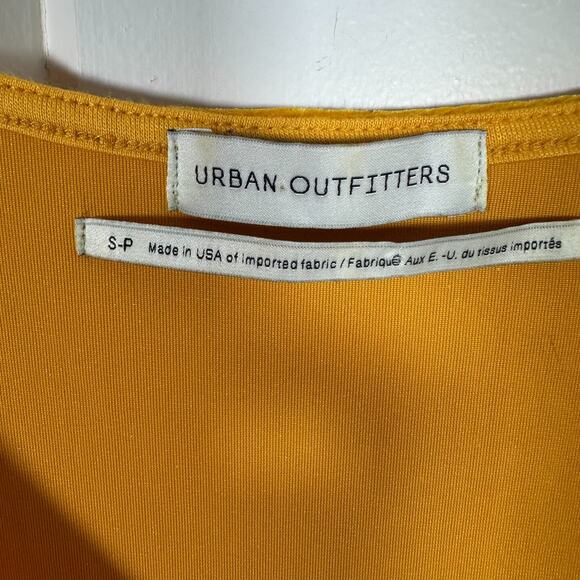 URBAN OUTFITTERS
S-P Made in USA of imported fabric / Fabriqué Aux E. -U. du tissus importés